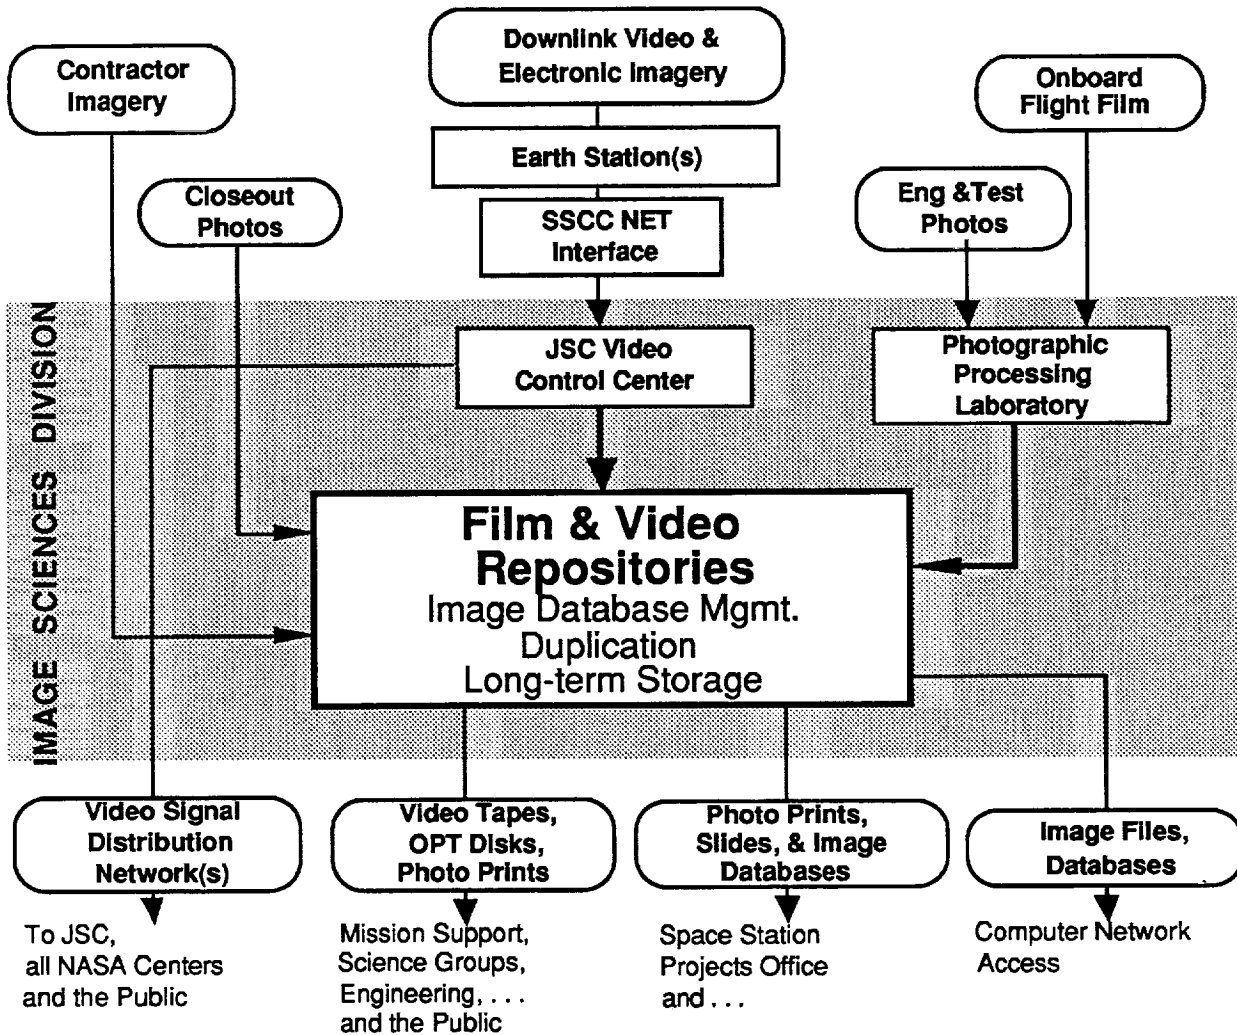 Downlink Video &
Electronic Imagery
Contractor
Imagery
Onboard
Flight Film
Earth Station(s)
Closeout
Photos
Eng &Test
Photos
SSCC NET
Interface
IMAGE SCIENCES DIVISION
JSC Video
Control Center
Photographic
Processing
Laboratory
Film & Video
Repositories
Image Database Mgmt.
Duplication
Long-term Storage
Video Signal
Distribution
Network(s)
Video Tapes,
OPT Disks,
Photo Prints
Photo Prints,
Slides, & Image
Databases
Image Files,
Databases
To JSC,
all NASA Centers
and the Public
Mission Support,
Science Groups,
Engineering, . . .
and the Public
Space Station
Projects Office
and . . .
Computer Network
Access